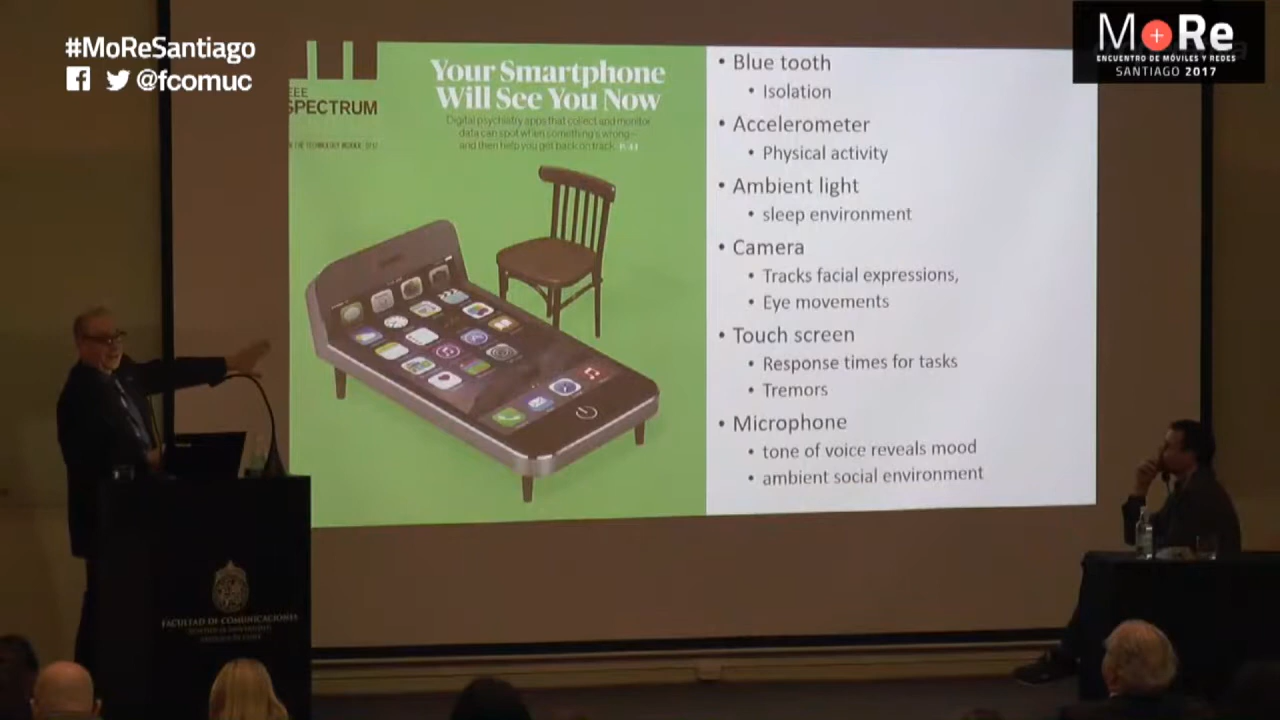 #MoReSantiago
@fcomuc
MoRe
ENCUENTRO DE MÓVILES Y REDES
SANTIAGO 2017
EEE
SPECTRUM
Your Smartphone
Will See You Now
Digital psychiatry apps that collect and monitor
data can spot when something's wrong—
and then help you get back on track.
• Blue tooth
• Isolation
• Accelerometer
• Physical activity
• Ambient light
• sleep environment
• Camera
• Tracks facial expressions,
• Eye movements
• Touch screen
• Response times for tasks
• Tremors
• Microphone
• tone of voice reveals mood
• ambient social environment
FACULTAD DE COMUNICACIONES